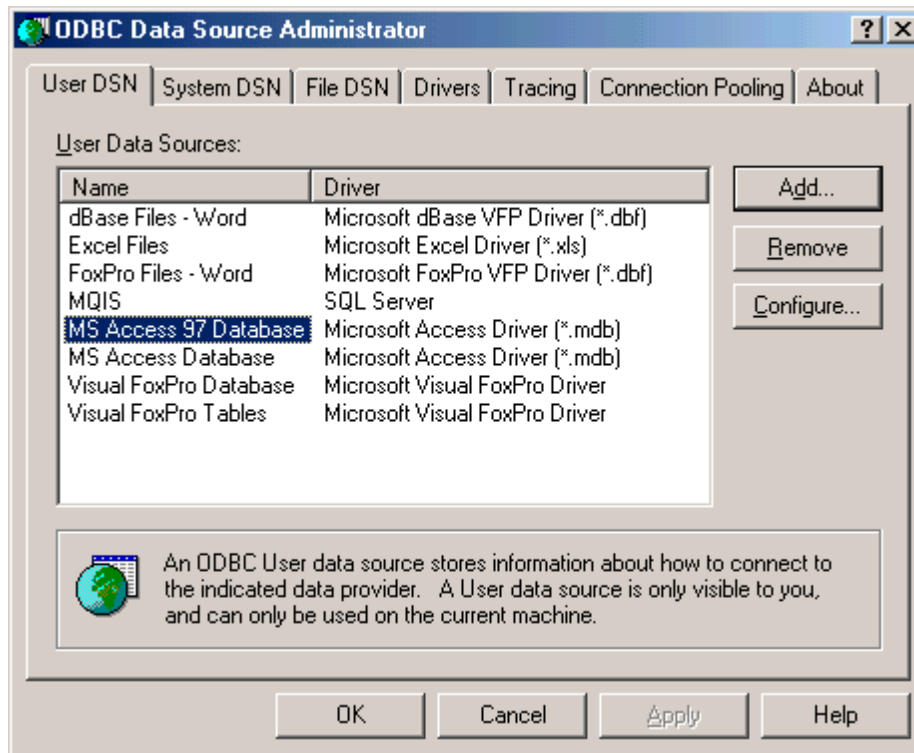 ODBC Data Source Administrator
User DSN System DSN File DSN Drivers Tracing Connection Pooling About
User Data Sources:
Name Driver
dBase Files - Word Microsoft dBase VFP Driver (*.dbf)
Excel Files Microsoft Excel Driver (*.xls)
FoxPro Files - Word Microsoft FoxPro VFP Driver (*.dbf)
MQIS SQL Server
MS Access 97 Database Microsoft Access Driver (*.mdb)
MS Access Database Microsoft Access Driver (*.mdb)
Visual FoxPro Database Microsoft Visual FoxPro Driver
Visual FoxPro Tables Microsoft Visual FoxPro Driver
Add...
Remove
Configure...
An ODBC User data source stores information about how to connect to
the indicated data provider. A User data source is only visible to you,
and can only be used on the current machine.
OK Cancel Apply Help